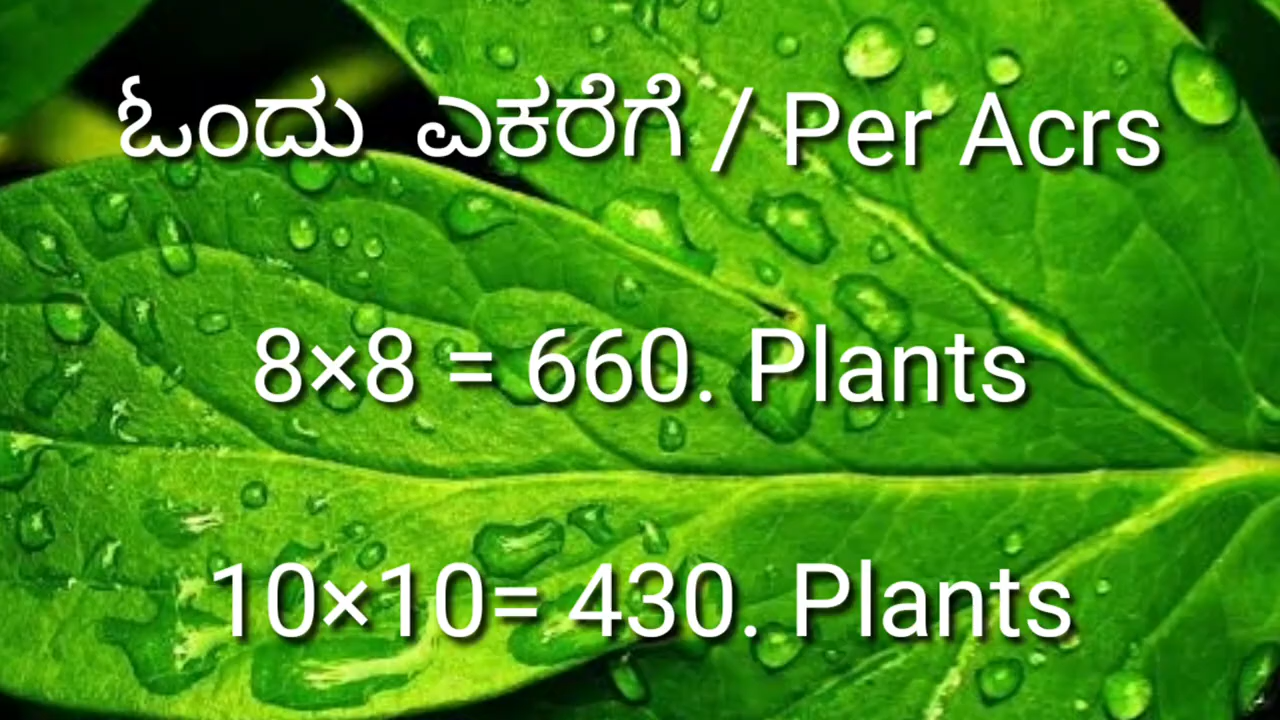 ಓಂದು ಎಕರೆಗೆ / Per Acrs
8×8 = 660. Plants
10×10= 430. Plants